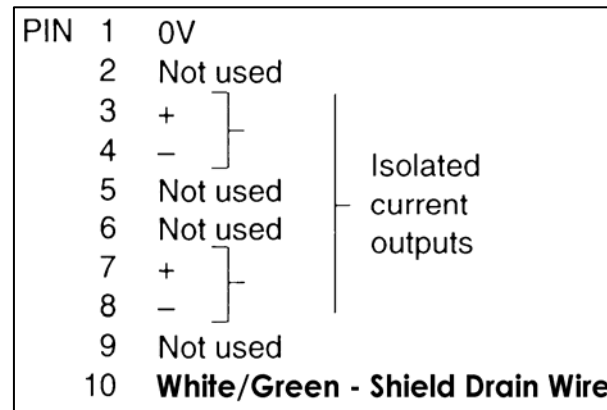 PIN 1 0V
2 Not used
3 +
4 –
5 Not used
6 Not used
7 +
8 –
9 Not used
10 White/Green - Shield Drain Wire
Isolated
current
outputs